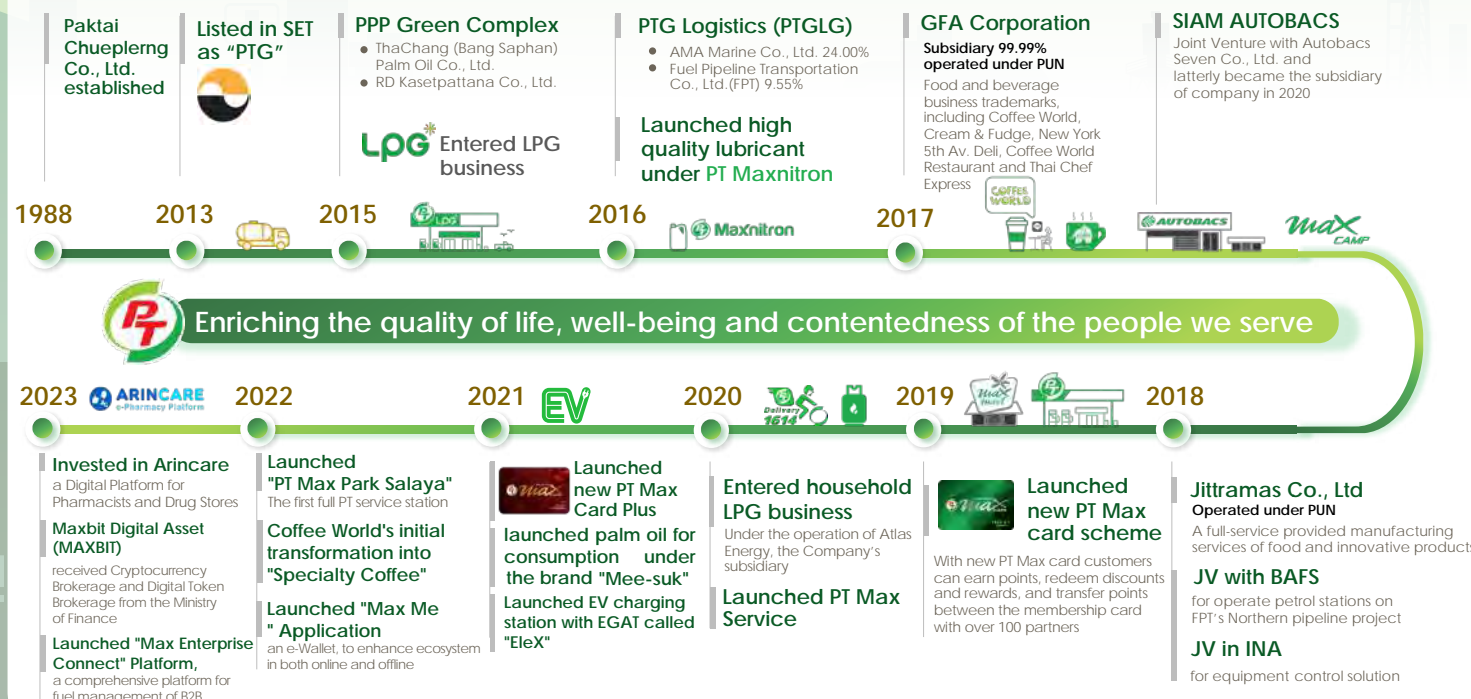 Paktai
Chueplerng
Co., Ltd.
established
Listed in SET
as “PTG”
PPP Green Complex
● ThaChang (Bang Saphan)
Palm Oil Co., Ltd.
● RD Kasetpattana Co., Ltd.
LPG Entered LPG
business
PTG Logistics (PTGLG)
● AMA Marine Co., Ltd. 24.00%
● Fuel Pipeline Transportation
Co., Ltd.(FPT) 9.55%
Launched high
quality lubricant
under PT Maxnitron
GFA Corporation
Subsidiary 99.99%
operated under PUN
Food and beverage
business trademarks,
including Coffee World,
Cream & Fudge, New York
5th Av. Deli, Coffee World
Restaurant and Thai Chef
Express
SIAM AUTOBACS
Joint Venture with Autobacs
Seven Co., Ltd. and
latterly became the subsidiary
of company in 2020
1988
2013
2015
PT LPG
2016
Maxnitron
2017
COFFEE
WORLD
AUTOBACS
max
CAMP
PT
Enriching the quality of life, well-being and contentedness of the people we serve
2023
ARINCARE
e-Pharmacy Platform
2022
2021
EV
2020
Delivery
1614
2019
max
mart
PT
2018
Invested in Arincare
a Digital Platform for
Pharmacists and Drug Stores
Maxbit Digital Asset
(MAXBIT)
received Cryptocurrency
Brokerage and Digital Token
Brokerage from the Ministry
of Finance
Launched "Max Enterprise
Connect" Platform,
a comprehensive platform for
fuel management of B2B
Launched
"PT Max Park Salaya"
The first full PT service station
Coffee World's initial
transformation into
"Specialty Coffee"
Launched "Max Me
" Application
an e-Wallet, to enhance ecosystem
in both online and offline
max
Launched
new PT Max
Card Plus
launched palm oil for
consumption under
the brand "Mee-suk"
Launched EV charging
station with EGAT called
"EleX"
Entered household
LPG business
Under the operation of Atlas
Energy, the Company's
subsidiary
Launched PT Max
Service
max
Launched
new PT Max
card scheme
With new PT Max card customers
can earn points, redeem discounts
and rewards, and transfer points
between the membership card
with over 100 partners
Jittramas Co., Ltd
Operated under PUN
A full-service provided manufacturing
services of food and innovative products
JV with BAFS
for operate petrol stations on
FPT's Northern pipeline project
JV in INA
for equipment control solution